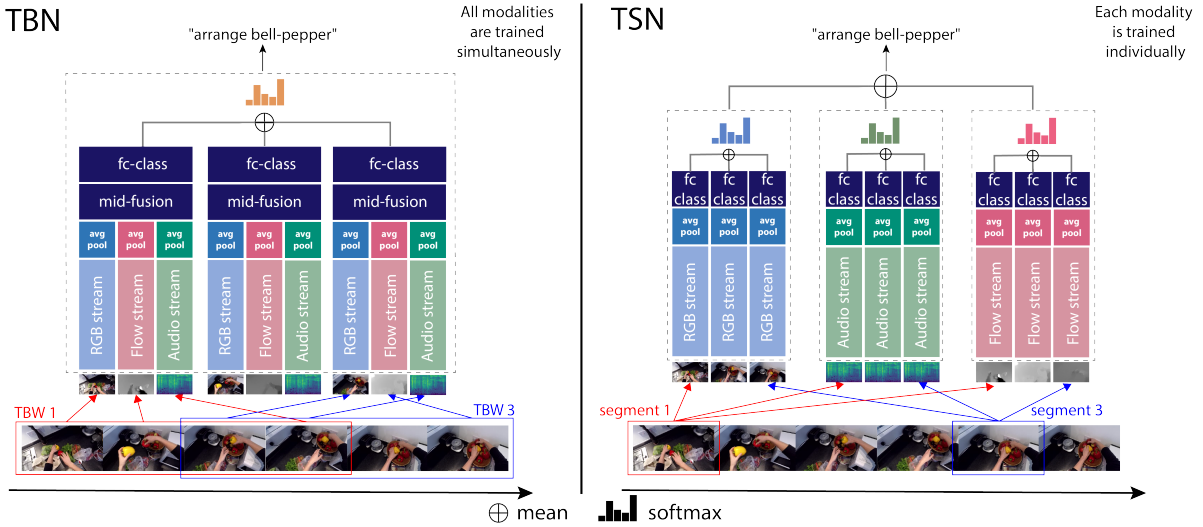 TBN
All modalities
are trained
simultaneously
"arrange bell-pepper"
fc-class
fc-class
fc-class
mid-fusion
mid-fusion
mid-fusion
avg
pool
avg
pool
avg
pool
avg
pool
avg
pool
avg
pool
avg
pool
avg
pool
avg
pool
RGB stream
Flow stream
Audio stream
RGB stream
Flow stream
Audio stream
RGB stream
Flow stream
Audio stream
TBW 1
TBW 3
TSN
Each modality
is trained
individually
"arrange bell-pepper"
fc
class
fc
class
fc
class
fc
class
fc
class
fc
class
fc
class
fc
class
fc
class
avg
pool
avg
pool
avg
pool
avg
pool
avg
pool
avg
pool
avg
pool
avg
pool
avg
pool
RGB stream
RGB stream
RGB stream
Audio stream
Audio stream
Audio stream
Flow stream
Flow stream
Flow stream
segment 1
segment 3
mean
softmax